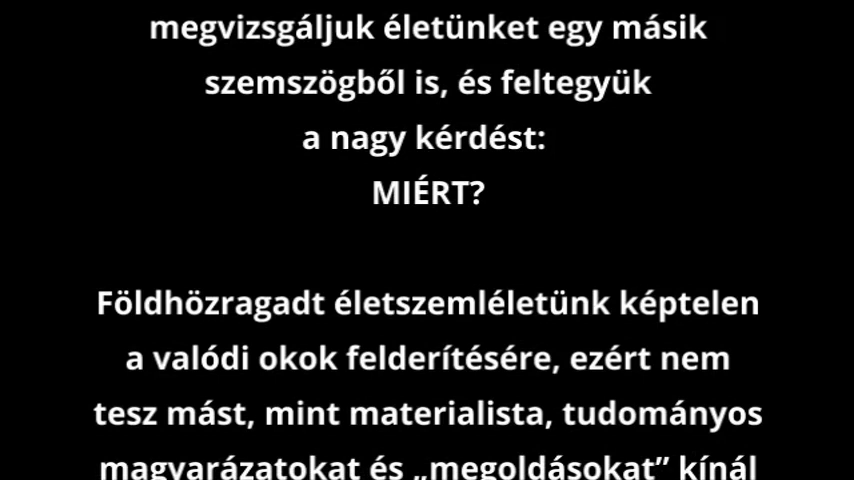 megvizsgáljuk életünket egy másik
szemszögből is, és feltegyük
a nagy kérdést:
MIÉRT?
Földhözragadt életszemléletünk képtelen
a valódi okok felderítésére, ezért nem
tesz mást, mint materialista, tudományos
magyarázatokat és „megoldásokat” kínál